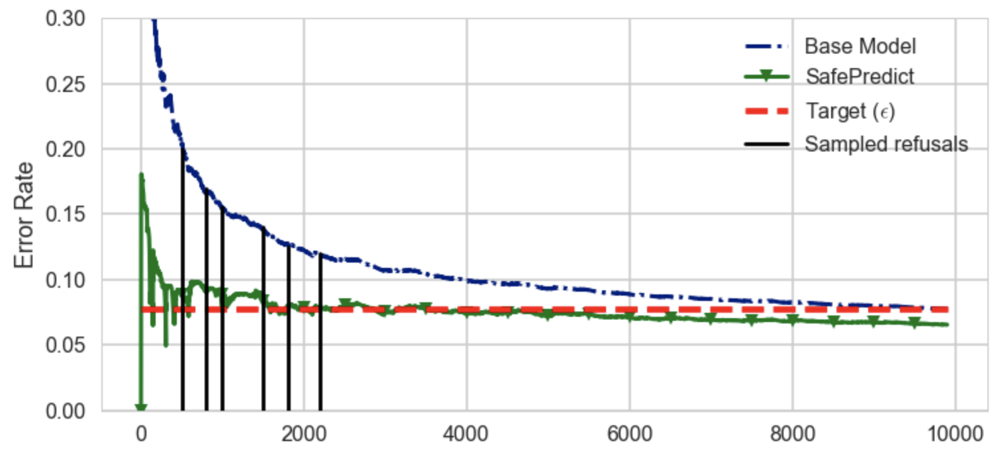 0.30
0.25
0.20
0.15
0.10
0.05
0.00
Error Rate
Base Model
SafePredict
Target (ϵ)
Sampled refusals
0 2000 4000 6000 8000 10000